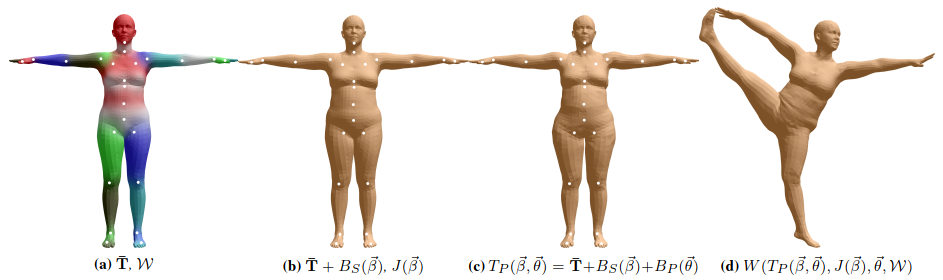 (a) T̄, 𝒲
(b) T̄ + B_S(β⃗), J(β⃗)
(c) T_P(β⃗, θ⃗) = T̄+B_S(β⃗)+B_P(θ⃗)
(d) W(T_P(β⃗, θ⃗), J(β⃗), θ⃗, 𝒲)